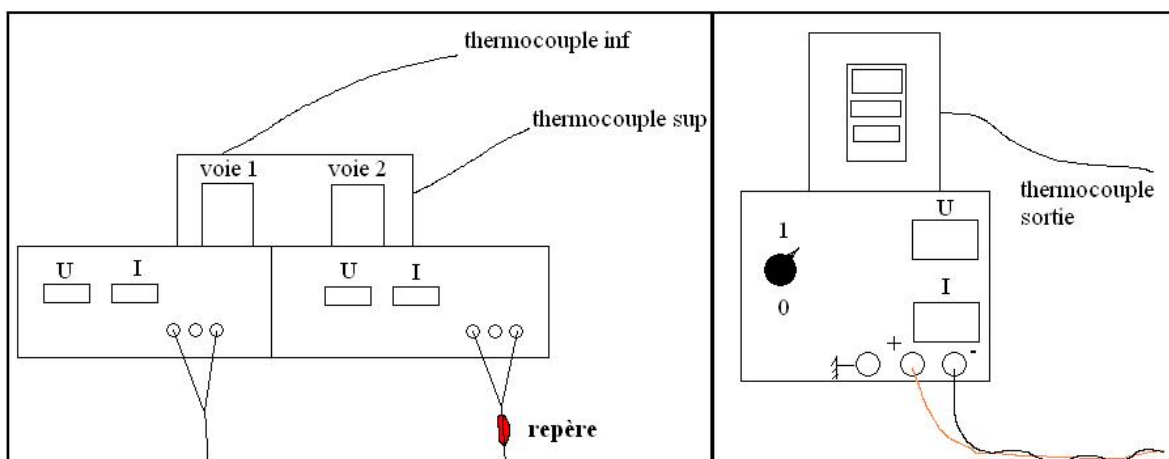 thermocouple inf
thermocouple sup
voie 1 voie 2
U I
U I
repère
thermocouple
sortie
U
1
I
0
+ -